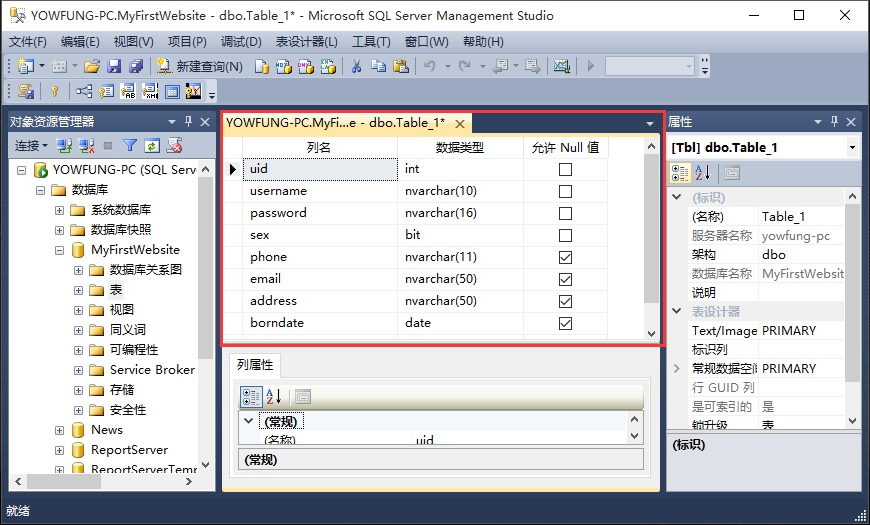 YOWFUNG-PC.MyFirstWebsite - dbo.Table_1* - Microsoft SQL Server Management Studio
文件(F) 编辑(E) 视图(V) 项目(P) 调试(D) 表设计器(L) 工具(T) 窗口(W) 帮助(H)
新建查询(N)
对象资源管理器
连接
YOWFUNG-PC (SQL Serv
数据库
系统数据库
数据库快照
MyFirstWebsite
数据库关系图
表
视图
同义词
可编程性
Service Broker
存储
安全性
News
ReportServer
ReportServerTemp
YOWFUNG-PC.MyFi...e - dbo.Table_1*
列名 数据类型 允许 Null 值
uid int
username nvarchar(10)
password nvarchar(16)
sex bit
phone nvarchar(11)
email nvarchar(50)
address nvarchar(50)
borndate date
列属性
(常规)
(名称) uid
(常规)
属性
[Tbl] dbo.Table_1
(标识)
(名称) Table_1
服务器名称 yowfung-pc
架构 dbo
数据库名称 MyFirstWebsit
说明
表设计器
Text/Image PRIMARY
标识列
常规数据空间 PRIMARY
行 GUID 列
是可索引的 是
锁升级 表
(标识)
就绪